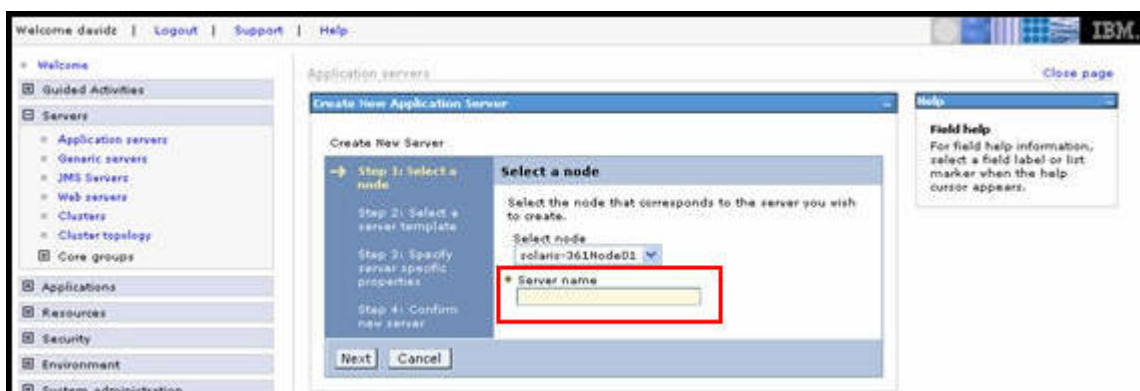 Welcome davidz | Logout | Support | Help
IBM.
Welcome
Guided Activities
Servers
Application servers
Generic servers
JMS Servers
Web servers
Clusters
Cluster topology
Core groups
Applications
Resources
Security
Environment
System administration
Application servers
Close page
Create New Application Server
Create New Server
Step 1: Select a node
Step 2: Select a server template
Step 3: Specify server specific properties
Step 4: Confirm new server
Select a node
Select the node that corresponds to the server you wish
to create.
Select node
solaris-361Node01
* Server name
Next
Cancel
Help
Field help
For field help information,
select a field label or list
marker when the help
cursor appears.